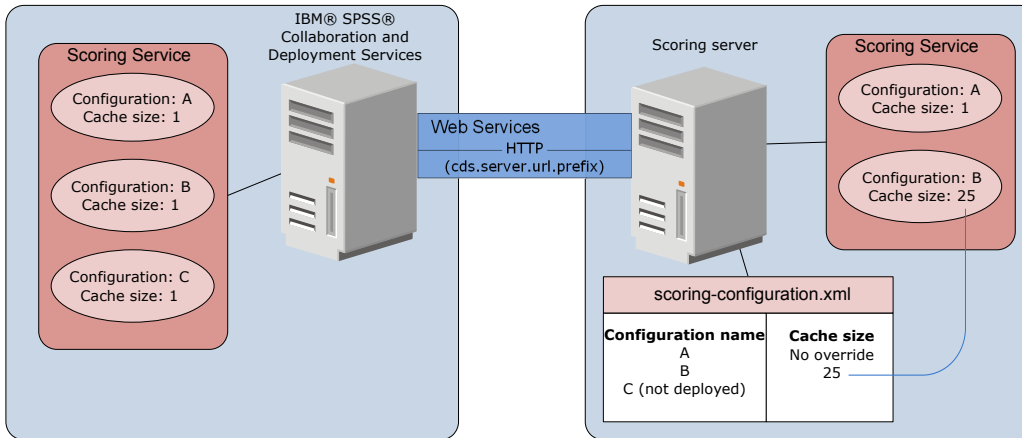 IBM® SPSS®
Collaboration and
Deployment Services
Scoring Service
Configuration: A
Cache size: 1
Configuration: B
Cache size: 1
Configuration: C
Cache size: 1
Web Services
HTTP
(cds.server.url.prefix)
Scoring server
Scoring Service
Configuration: A
Cache size: 1
Configuration: B
Cache size: 25
scoring-configuration.xml
Configuration name
A
B
C (not deployed)
Cache size
No override
25